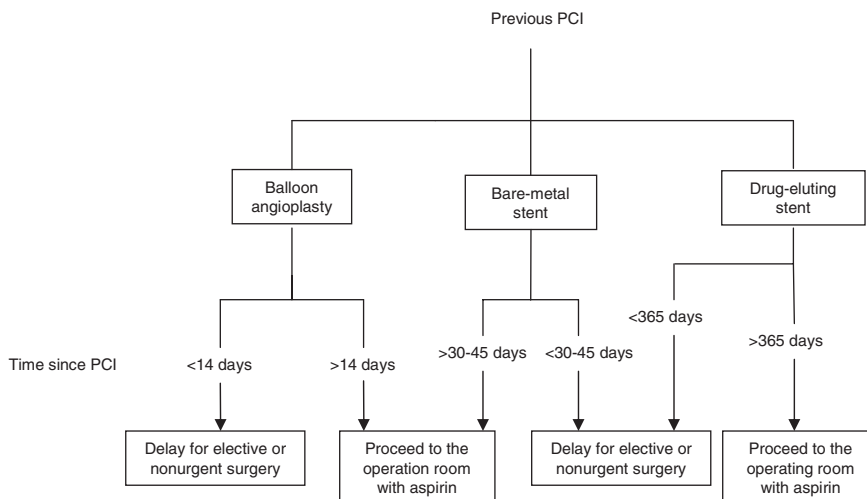 Previous PCI
Balloon
angioplasty
Bare-metal
stent
Drug-eluting
stent
Time since PCI
<14 days
>14 days
>30-45 days
<30-45 days
<365 days
>365 days
Delay for elective or
nonurgent surgery
Proceed to the
operation room
with aspirin
Delay for elective or
nonurgent surgery
Proceed to the
operating room
with aspirin